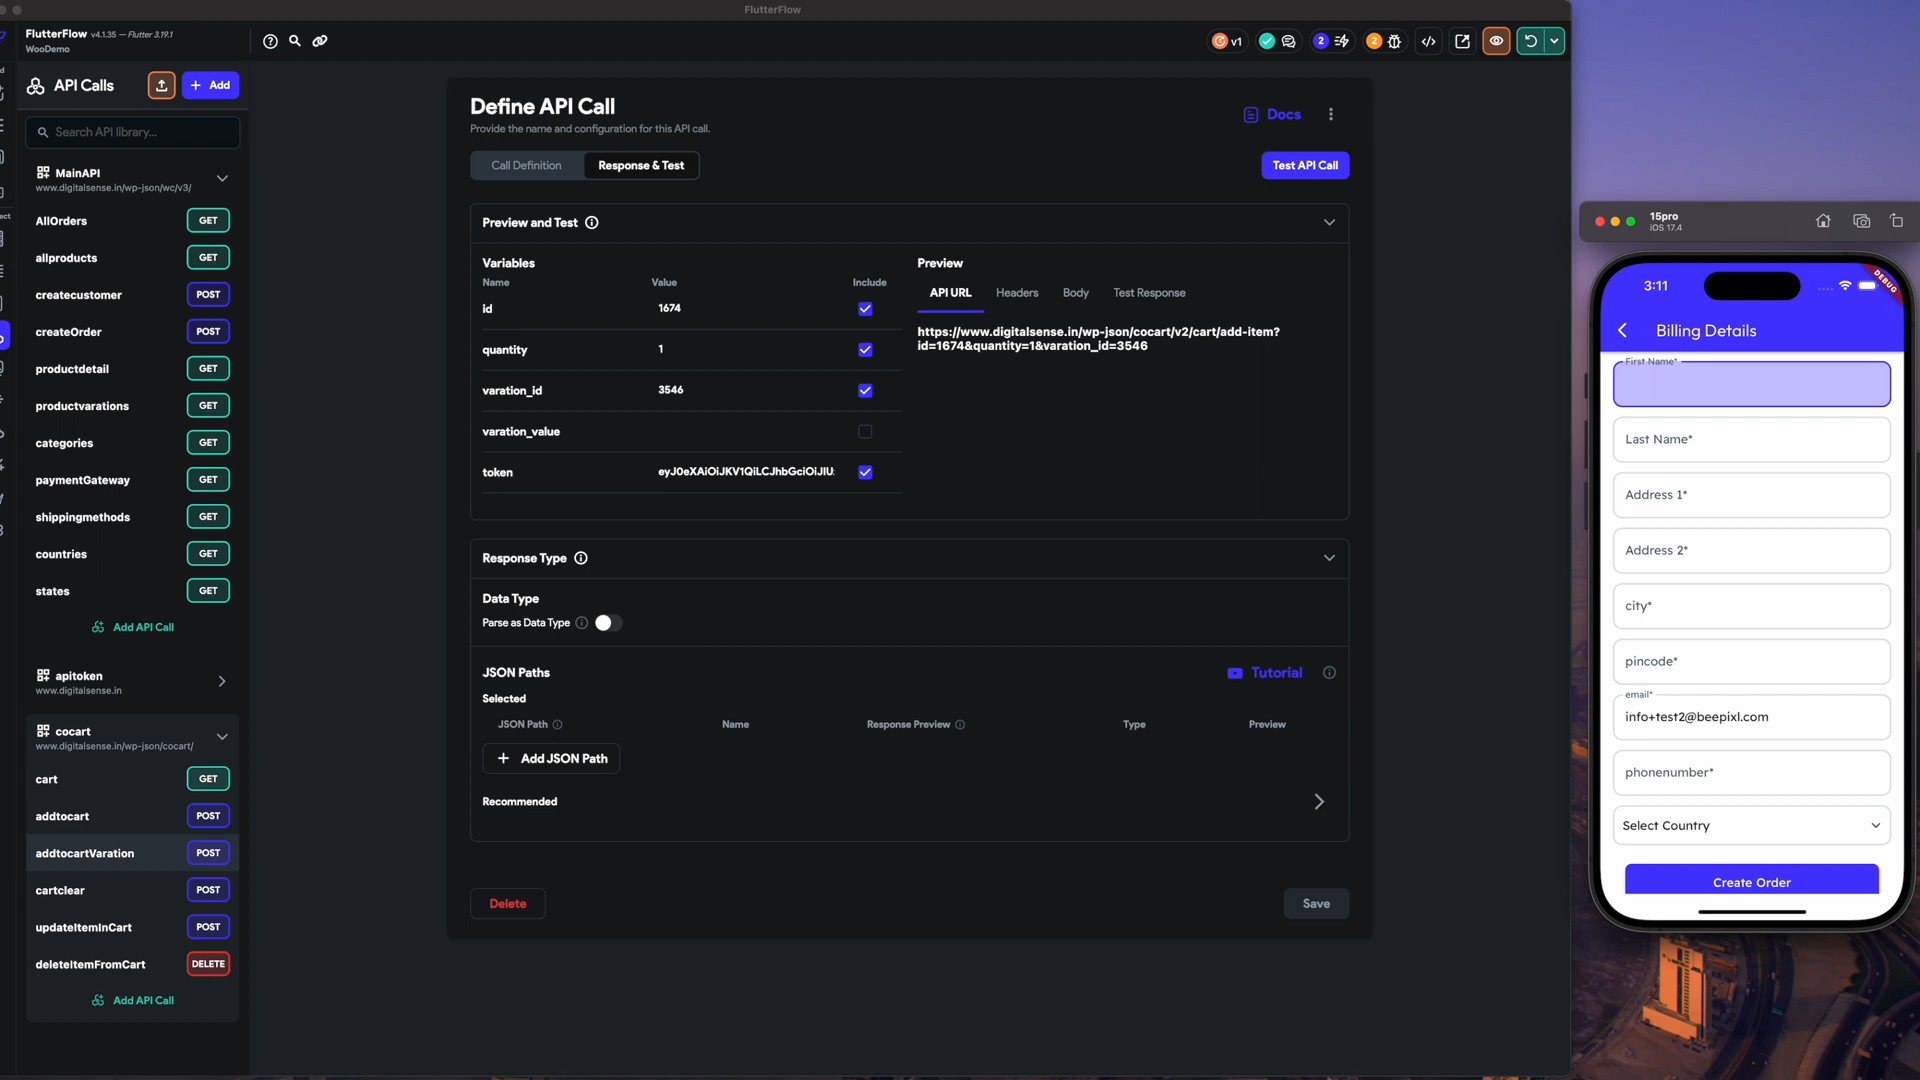 FlutterFlow
FlutterFlow v4.1.35 — Flutter 3.19.1
WooDemo
v1
2
2
API Calls
+ Add
Search API library...
MainAPI
www.digitalsense.in/wp-json/wc/v3/
AllOrders GET
allproducts GET
createcustomer POST
createOrder POST
productdetail GET
productvarations GET
categories GET
paymentGateway GET
shippingmethods GET
countries GET
states GET
Add API Call
apitoken
www.digitalsense.in
cocart
www.digitalsense.in/wp-json/cocart/
cart GET
addtocart POST
addtocartVaration POST
cartclear POST
updateItemInCart POST
deleteItemFromCart DELETE
Add API Call
Define API Call
Provide the name and configuration for this API call.
Docs
Call Definition
Response & Test
Test API Call
Preview and Test
Variables
Name Value Include
id 1674
quantity 1
varation_id 3546
varation_value
token eyJ0eXAiOiJKV1QiLCJhbGciOiJIU
Preview
API URL Headers Body Test Response
https://www.digitalsense.in/wp-json/cocart/v2/cart/add-item?
id=1674&quantity=1&varation_id=3546
Response Type
Data Type
Parse as Data Type
JSON Paths
Tutorial
Selected
JSON Path Name Response Preview Type Preview
+ Add JSON Path
Recommended
Delete
Save
15pro
iOS 17.4
3:11
DEBUG
Billing Details
First Name*
Last Name*
Address 1*
Address 2*
city*
pincode*
email*
info+test2@beepixl.com
phonenumber*
Select Country
Create Order